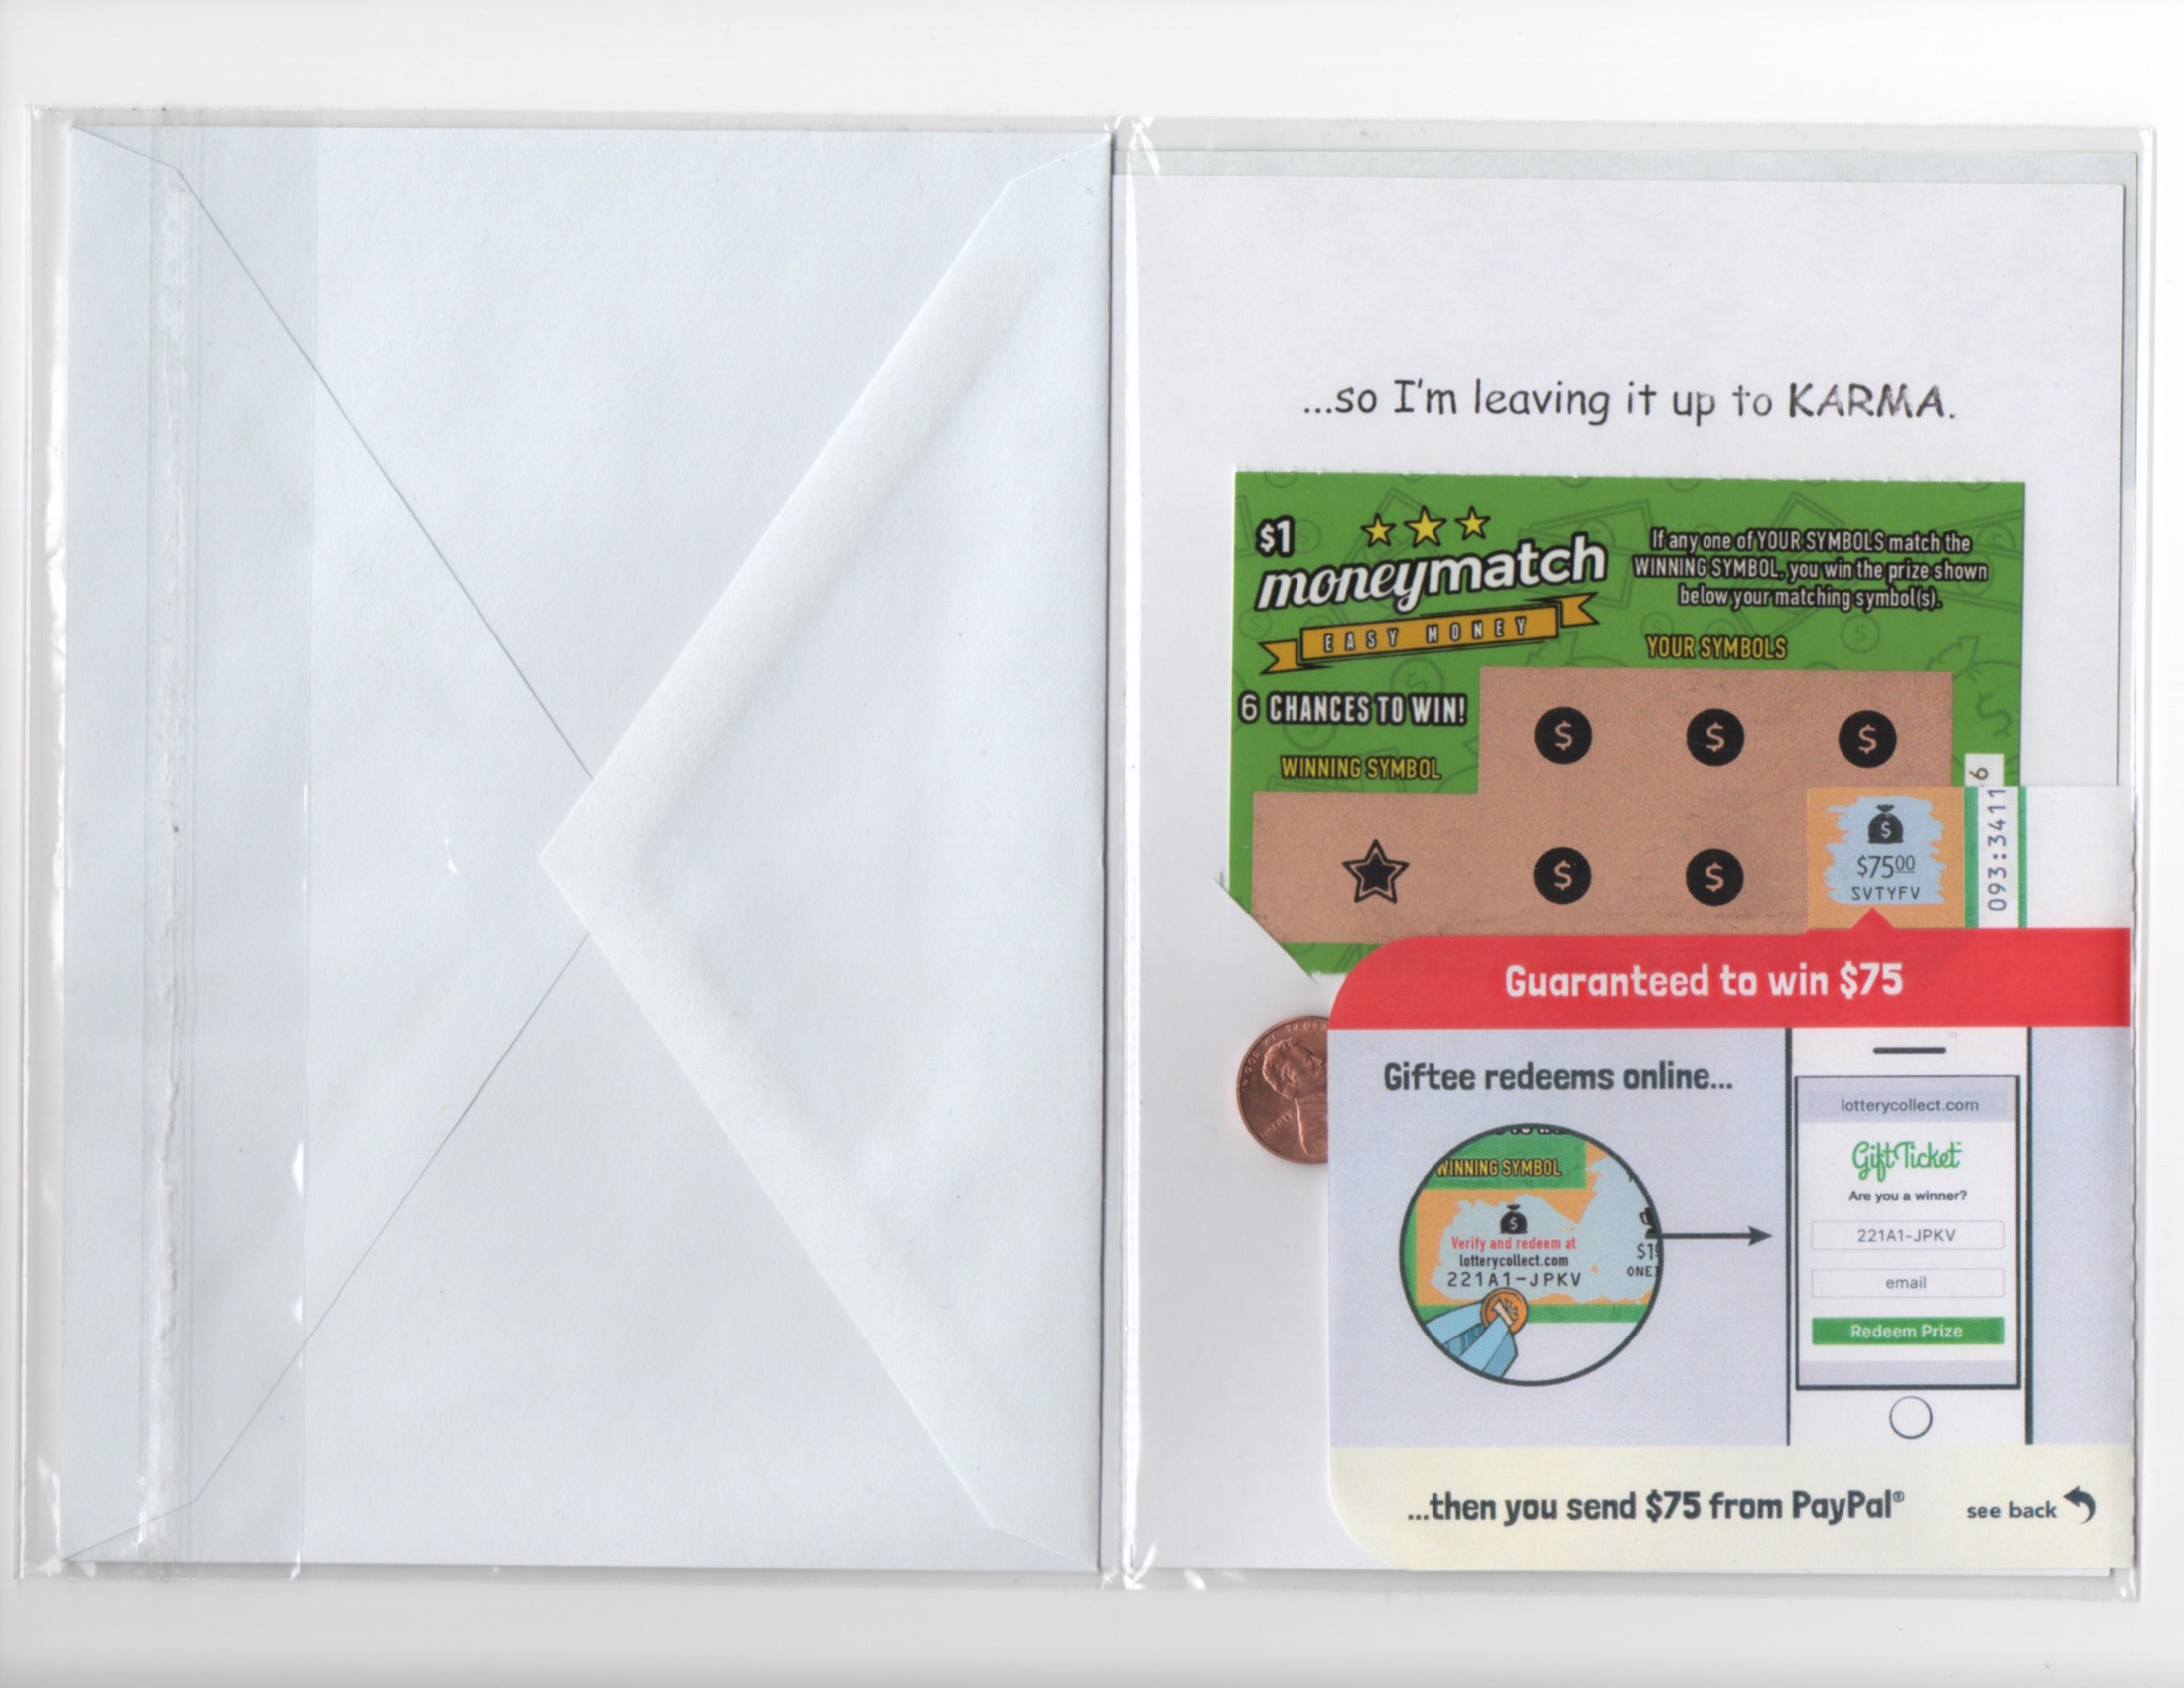 ...so I'm leaving it up to KARMA.
$1
moneymatch
EASY MONEY
If any one of YOUR SYMBOLS match the
WINNING SYMBOL, you win the prize shown
below your matching symbol(s).
YOUR SYMBOLS
6 CHANCES TO WIN!
WINNING SYMBOL
$ $ $
$ $
$
$75.00
SVTYFV
093:3411
6
Guaranteed to win $75
Giftee redeems online...
WINNING SYMBOL
$
Verify and redeem at
lotterycollect.com
221A1-JPKV
lotterycollect.com
GiftTicket
Are you a winner?
221A1-JPKV
email
Redeem Prize
...then you send $75 from PayPal®
see back
LIBERTY